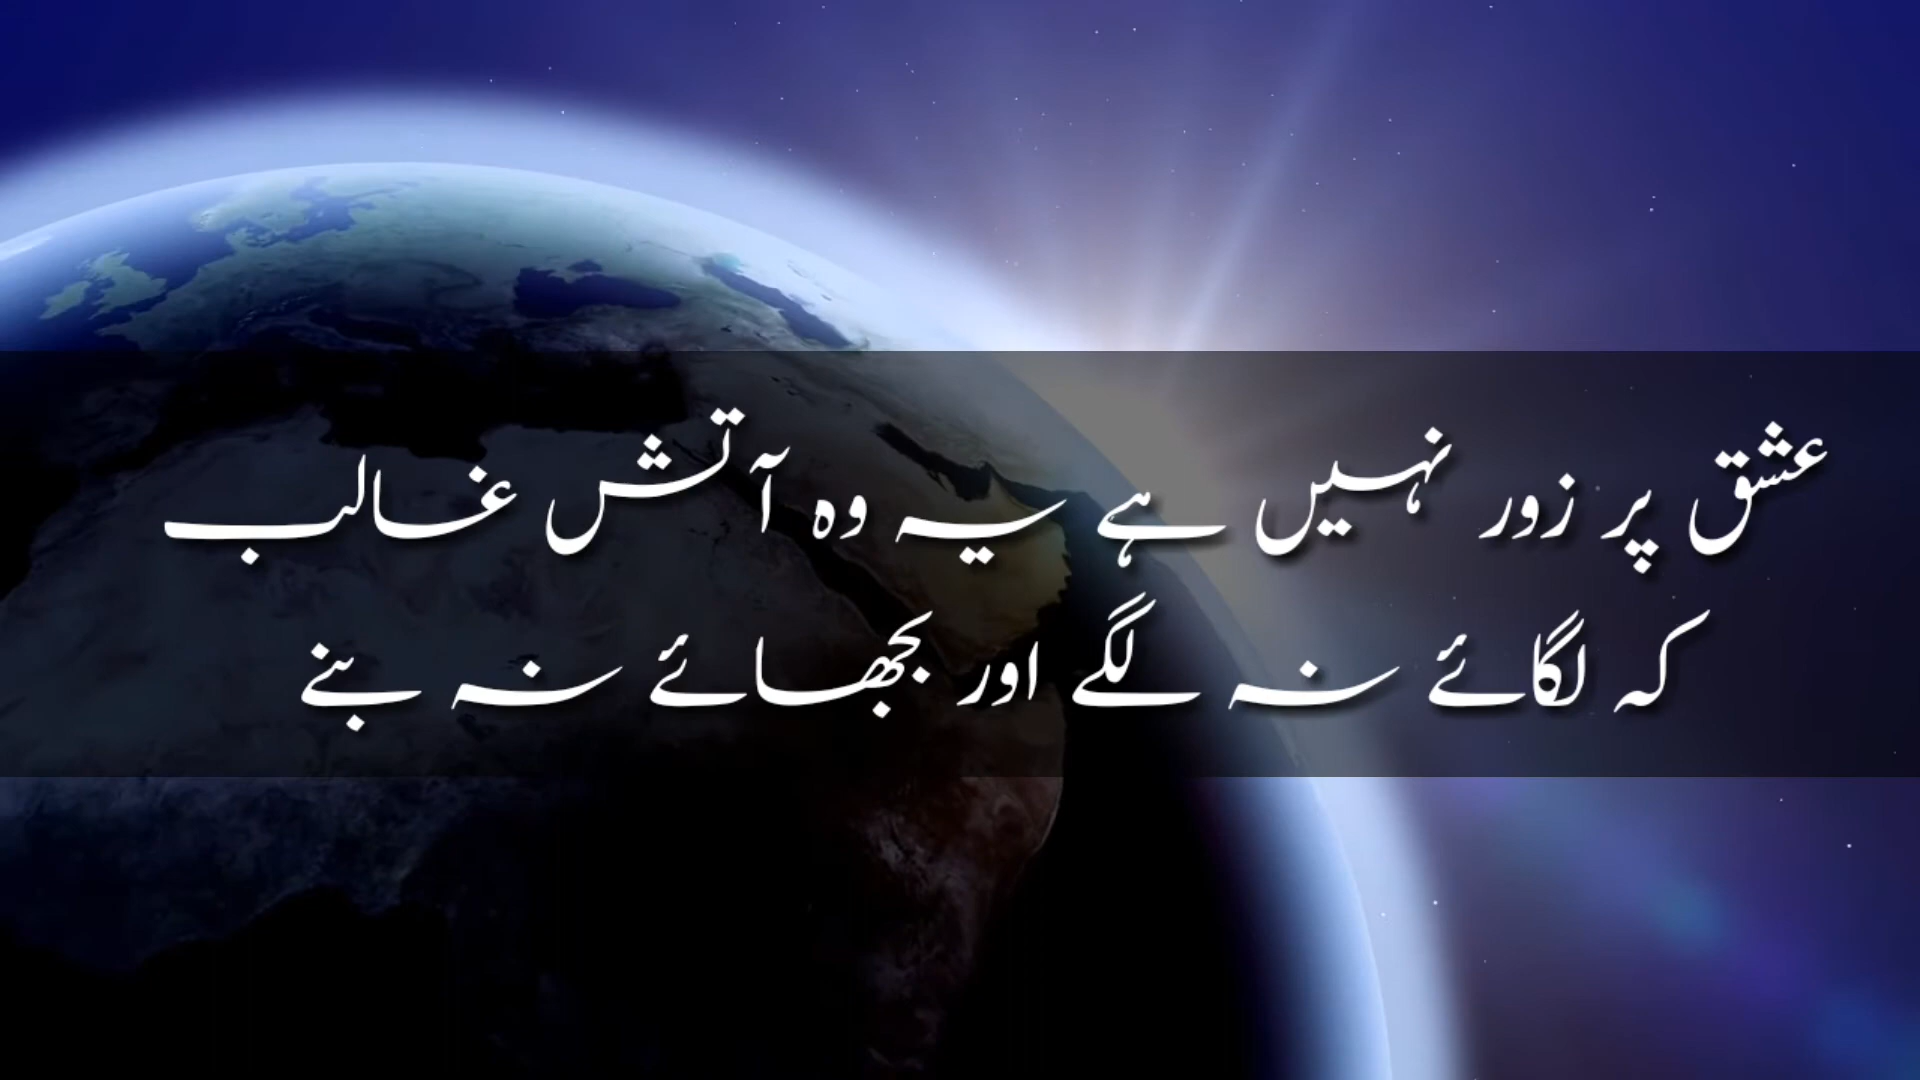 عشق پر زور نہیں ہے یہ وہ آتش غالب
کہ لگائے نہ لگے اور بجھائے نہ بنے